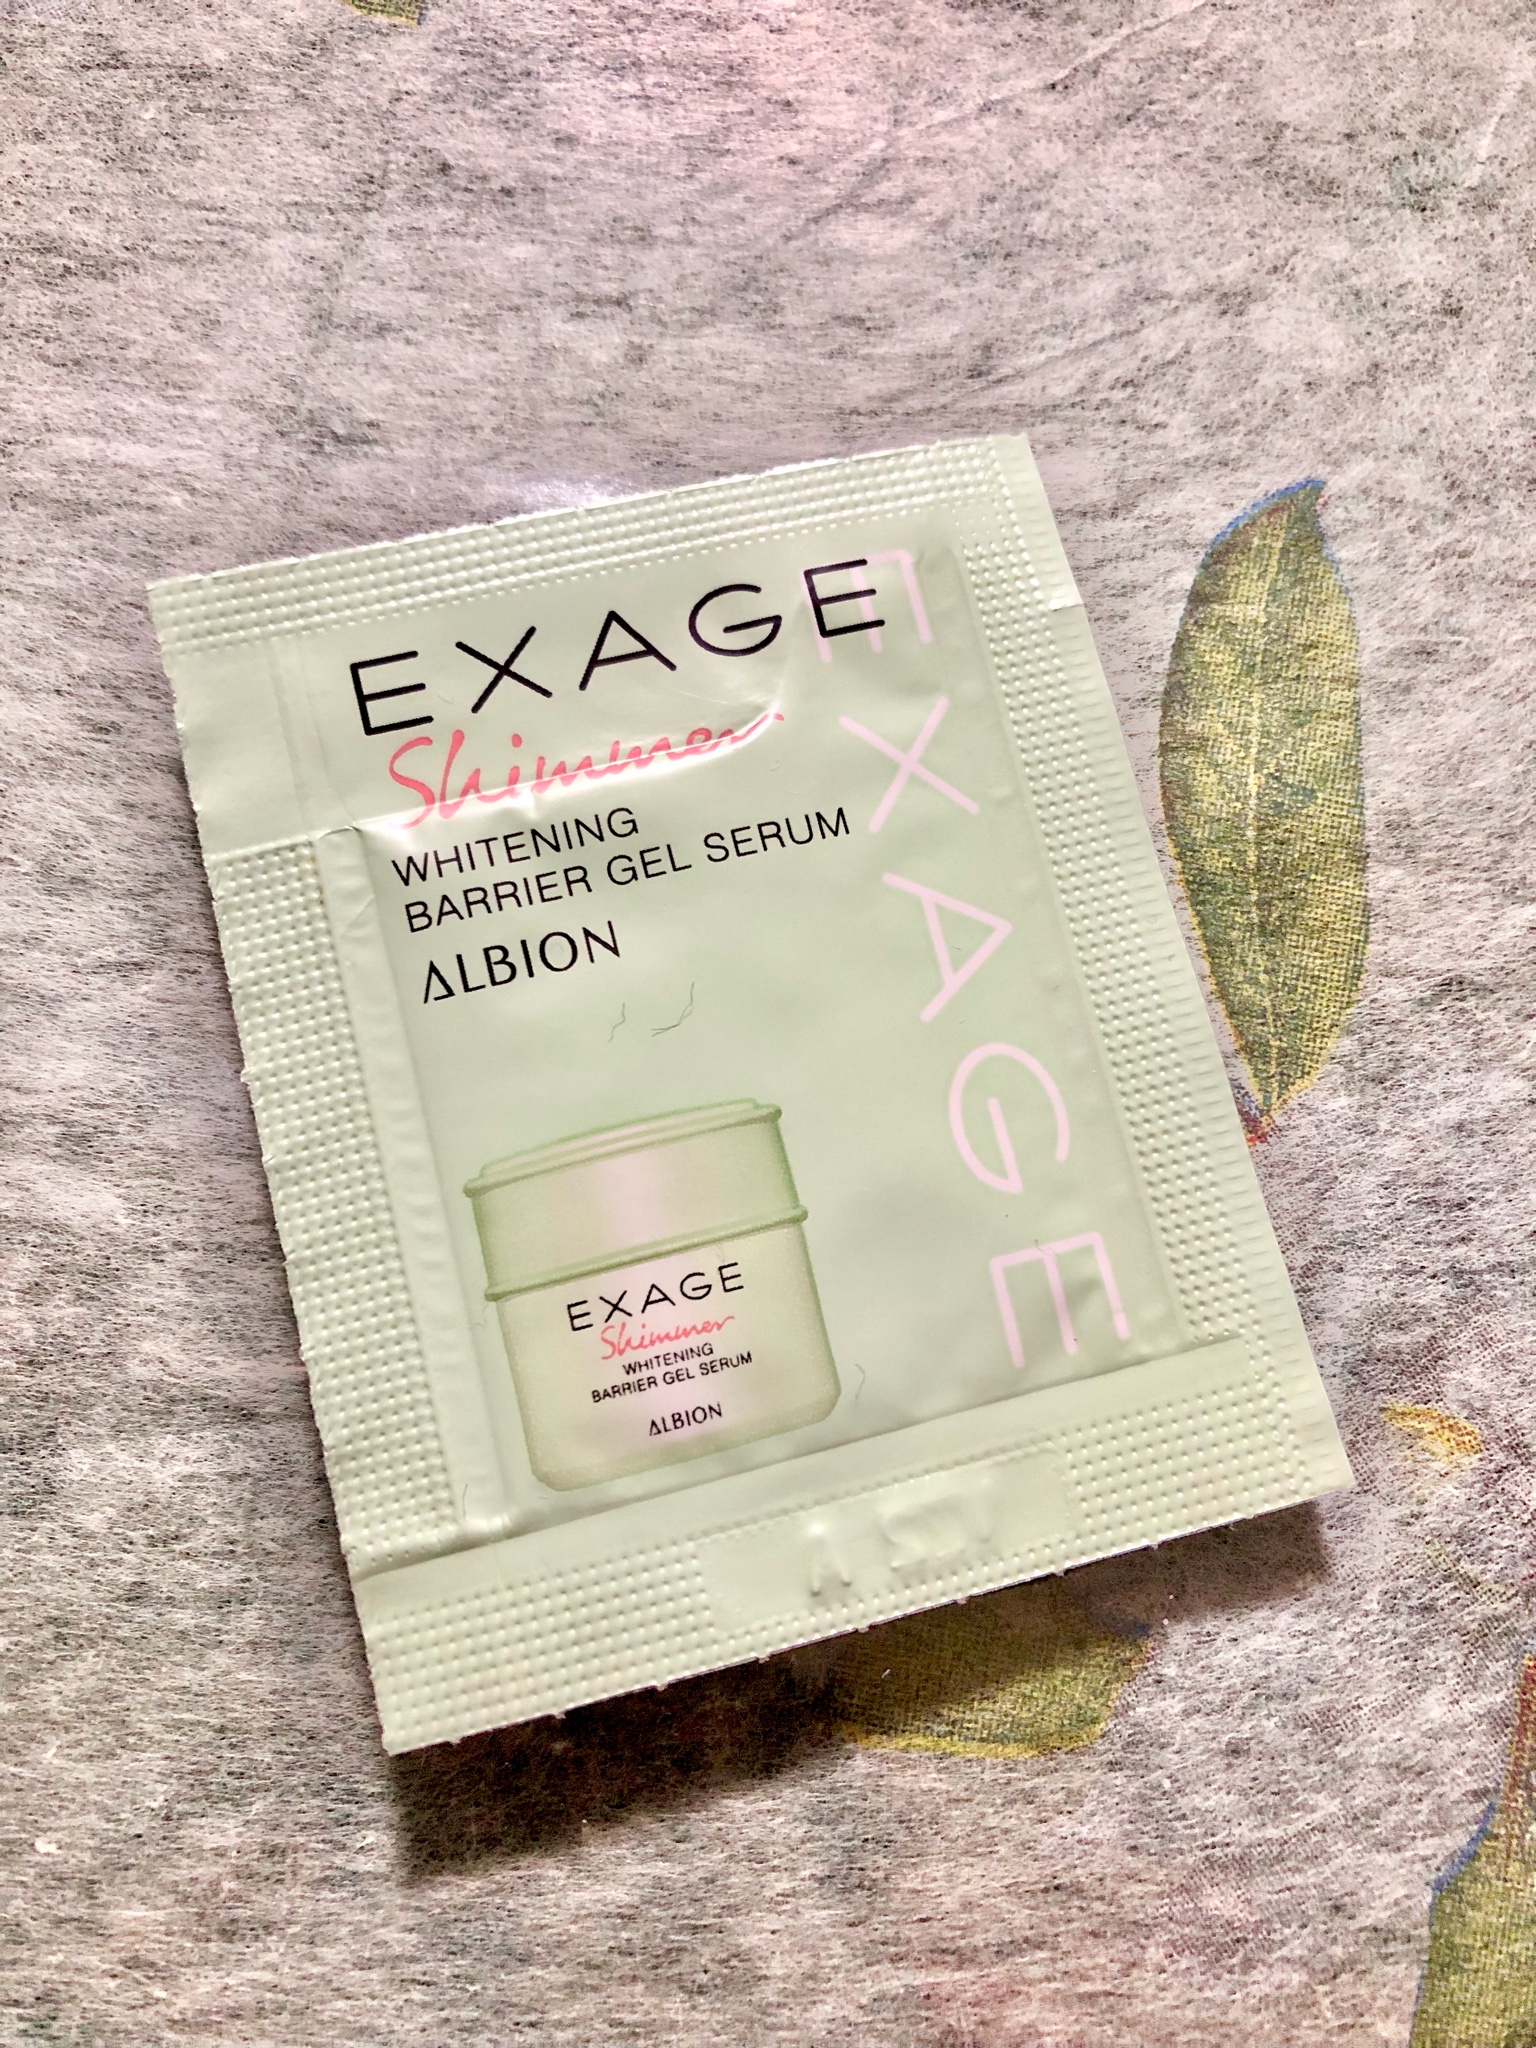 EXAGE
Shimmer
WHITENING
BARRIER GEL SERUM
ALBION
EXAGE
EXAGE
Shimmer
WHITENING
BARRIER GEL SERUM
ALBION